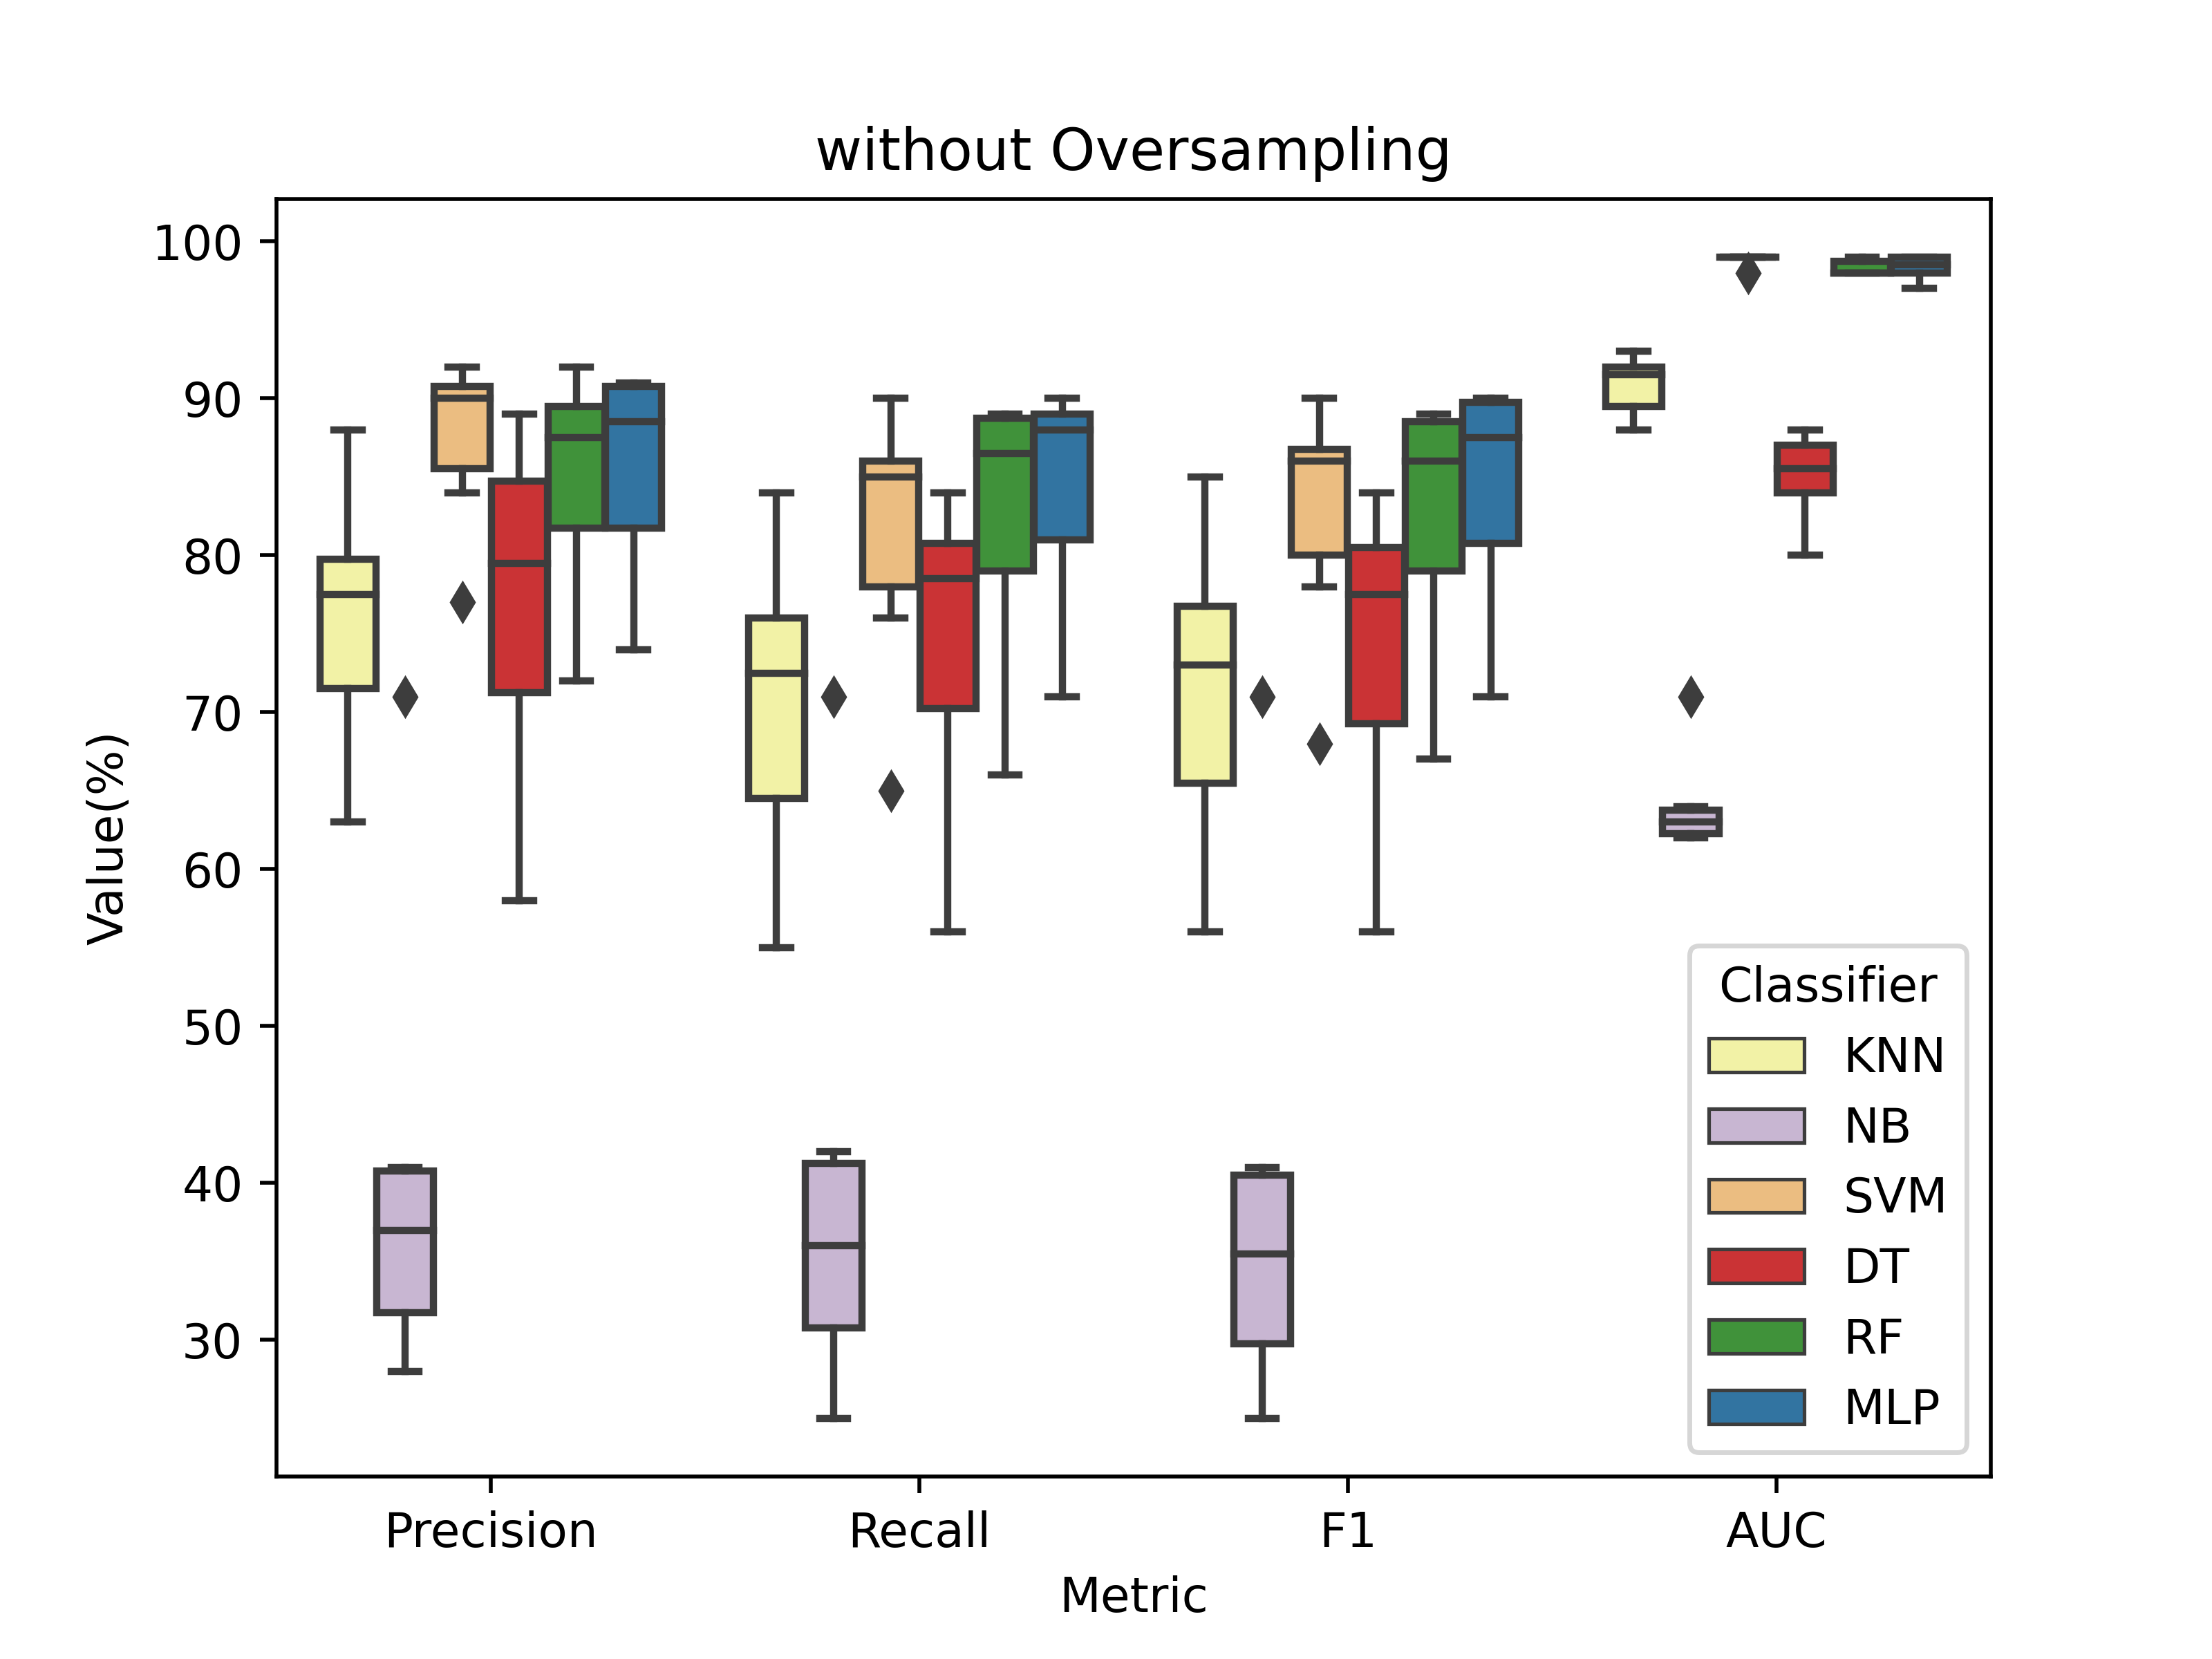 without Oversampling
Value(%)
100
90
80
70
60
50
40
30
Precision
Recall
F1
AUC
Metric
Classifier
KNN
NB
SVM
DT
RF
MLP